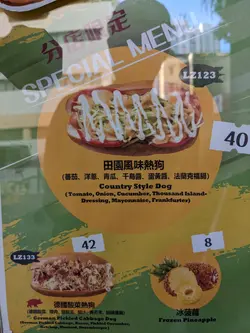 分店限定
SPECIAL MENU
LZ123
40
田園風味熱狗
(番茄、洋蔥、青瓜、千島醬、蛋黃醬、法蘭克福腸)
Country Style Dog
(Tomato, Onion, Cucumber, Thousand Island-
Dressing, Mayonnaise, Frankfuster)
LZ133
42
8
德國酸菜熱狗
German Pickled Cabbage Dog
冰菠蘿
Frozen Pineapple